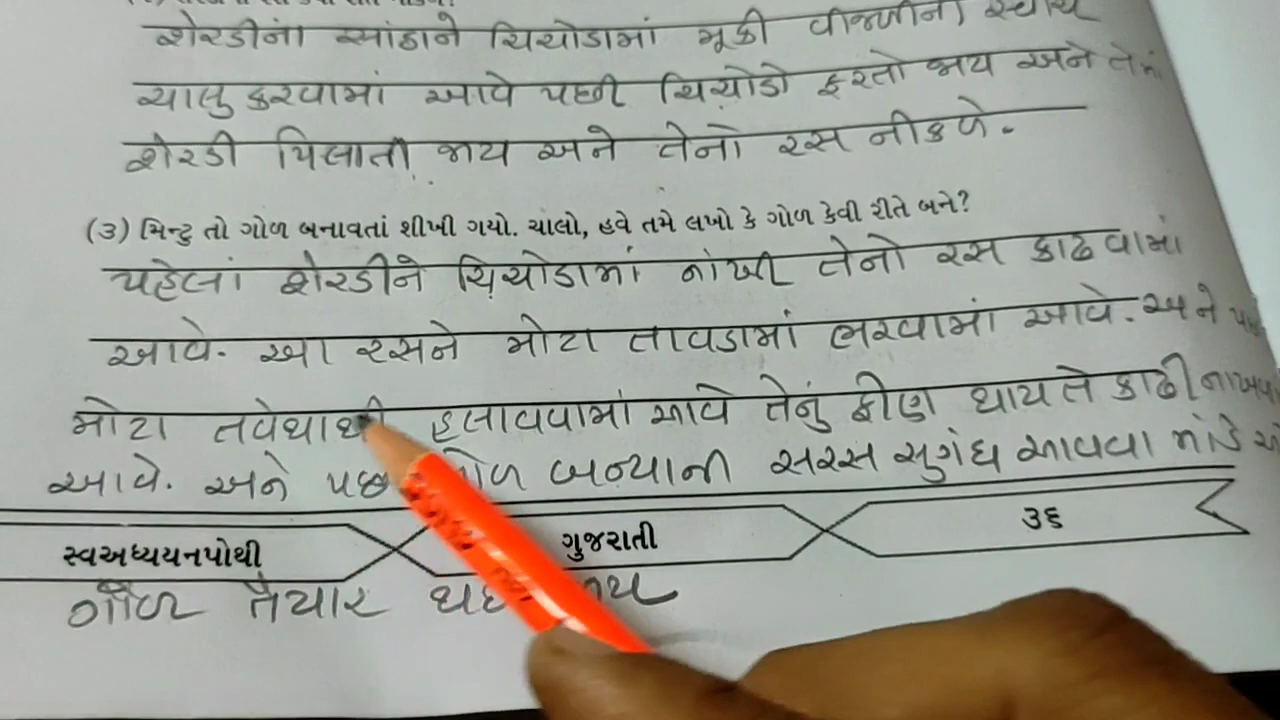 શેરડીનાં સાંઠાને ચિચોડામાં મૂકી વીજળીની સ્વીચ
ચાલુ કરવામાં આવે પછી ચિચોડો ફરતો જાય અને તેમાં
શેરડી પિલાતી જાય અને તેનો રસ નીકળે.
(૩) મિન્ટુ તો ગોળ બનાવતાં શીખી ગયો. ચાલો, હવે તમે લખો કે ગોળ કેવી રીતે બને?
પહેલાં શેરડીને ચિચોડામાં નાંખી તેનો રસ કાઢવામાં
આવે. આ રસને મોટા તાવડામાં ભરવામાં આવે. અને
મોટા તવેથાથી હલાવવામાં આવે તેનું ફીણ થાય તે કાઢી
આવે. અને પછી ગોળ બન્યાની સરસ સુગંધ આવવા માંડે
સ્વઅધ્યયનપોથી
ગુજરાતી
૩૬
ગોળ તૈયાર થઈ જાય